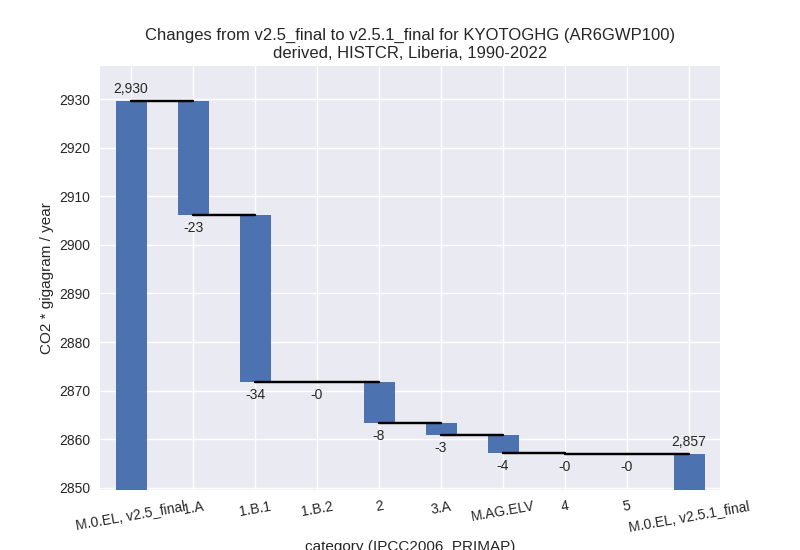 Changes from v2.5_final to v2.5.1_final for KYOTOGHG (AR6GWP100)
derived, HISTCR, Liberia, 1990-2022
CO2 * gigagram / year
2930
2920
2910
2900
2890
2880
2870
2860
2850
2,930
-23
-34
-0
-8
-3
-4
-0
-0
2,857
M.0.EL, v2.5_final
1.A
1.B.1
1.B.2
2
3.A
M.AG.ELV
4
5
M.0.EL, v2.5.1_final
category (IPCC2006_PRIMAP)